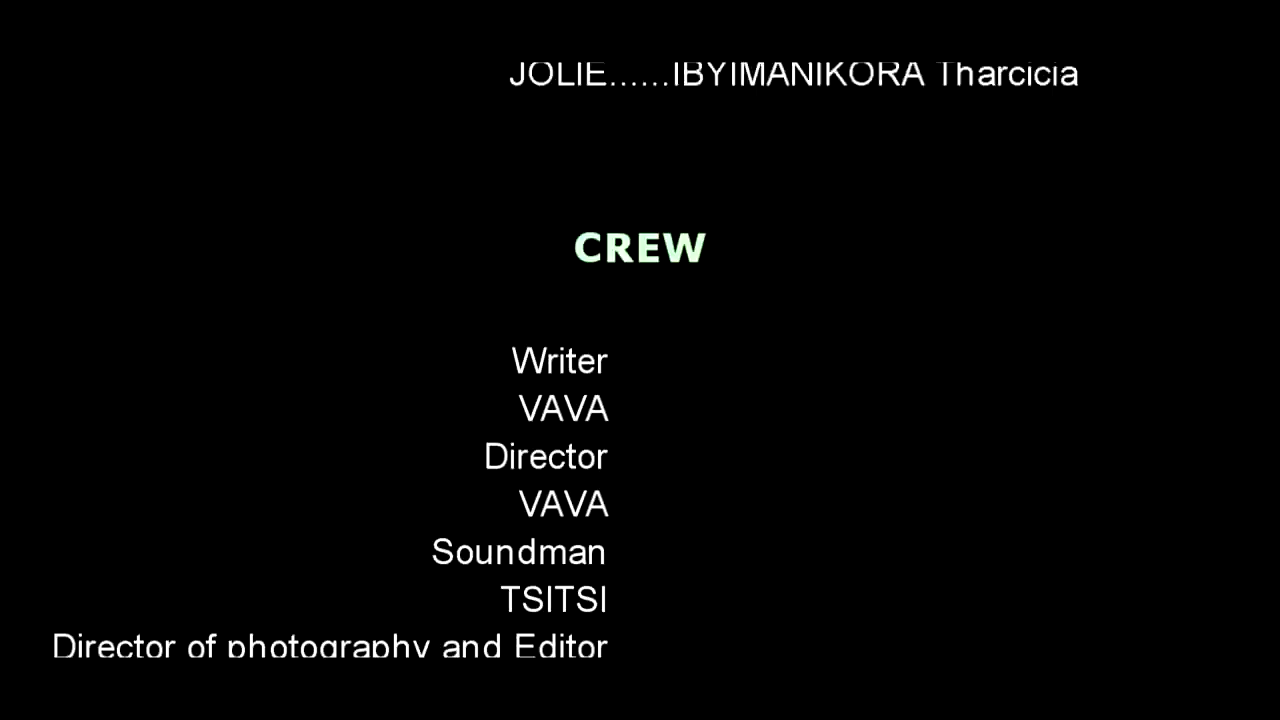 JOLIE......IBYIMANIKORA Tharcicia
CREW
Writer
VAVA
Director
VAVA
Soundman
TSITSI
Director of photography and Editor